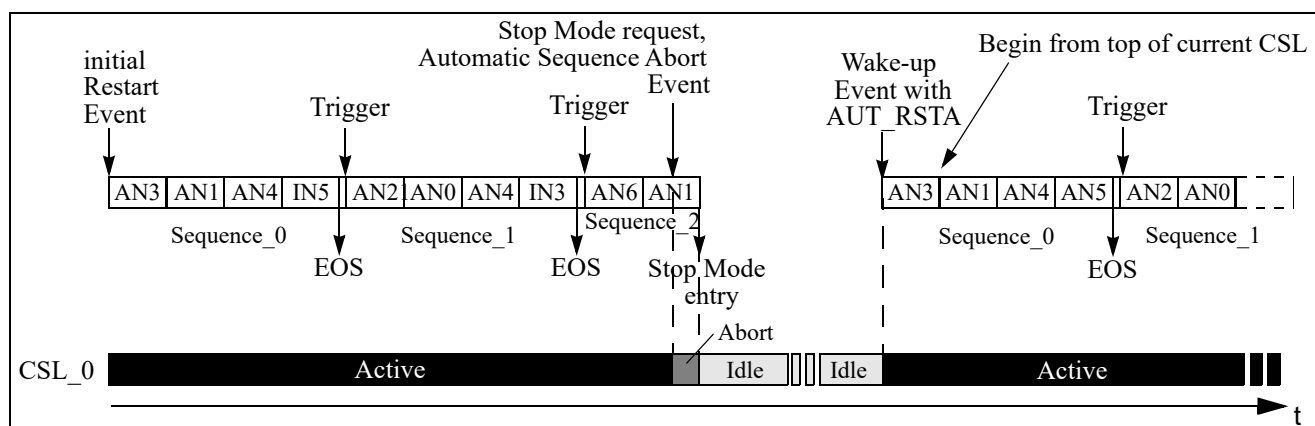 Stop Mode request,
Automatic Sequence Abort
Event
initial
Restart
Event
Trigger
Trigger
Wake-up
Event with
AUT_RSTA
Begin from top of current CSL
Trigger
AN3 AN1 AN4 IN5 AN21 AN0 AN4 IN3 AN6 AN1
AN3 AN1 AN4 AN5 AN2 AN0
Sequence_0
Sequence_1
Sequence_2
Sequence_0
Sequence_1
EOS
EOS
Stop Mode
entry
EOS
Abort
CSL_0
Active
Idle
Idle
Active
t